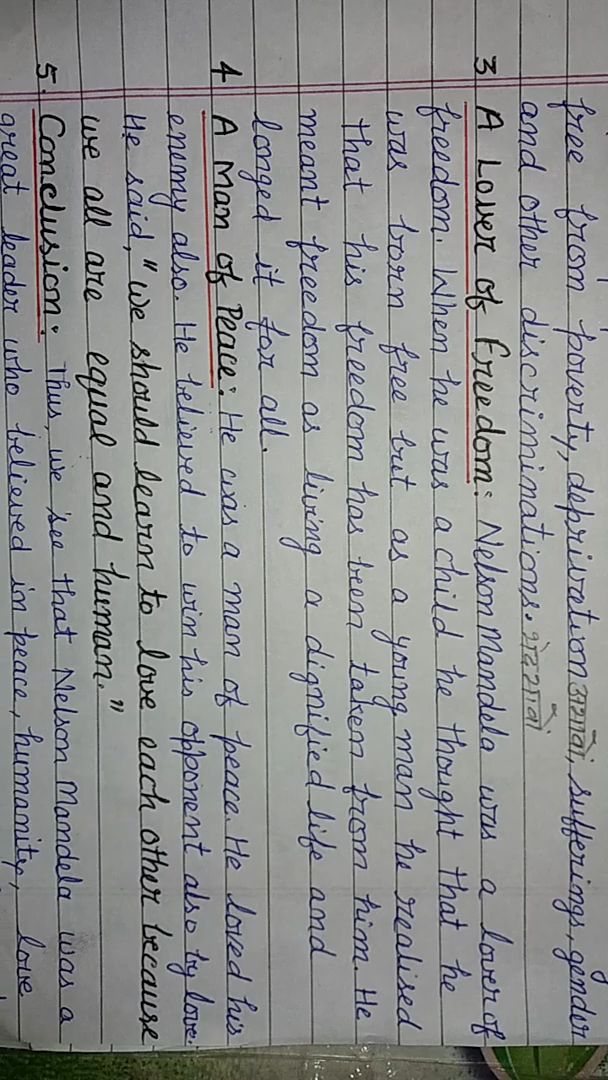 free from poverty, deprivation, sufferings, gender
and other discriminations.
3 A Lover of Freedom: Nelson Mandela was a lover of
freedom. When he was a child he thought that he
was born free but as a young man he realised
that his freedom has been taken from him. He
meant freedom as living a dignified life and
longed it for all.
4 A Man of Peace: He was a man of peace. He loved his
enemy also. He believed to win his opponent also by love.
He said, "we should learn to love each other because
we all are equal and human."
5. Conclusion: Thus, we see that Nelson Mandela was a
great leader who believed in peace, humanity, love